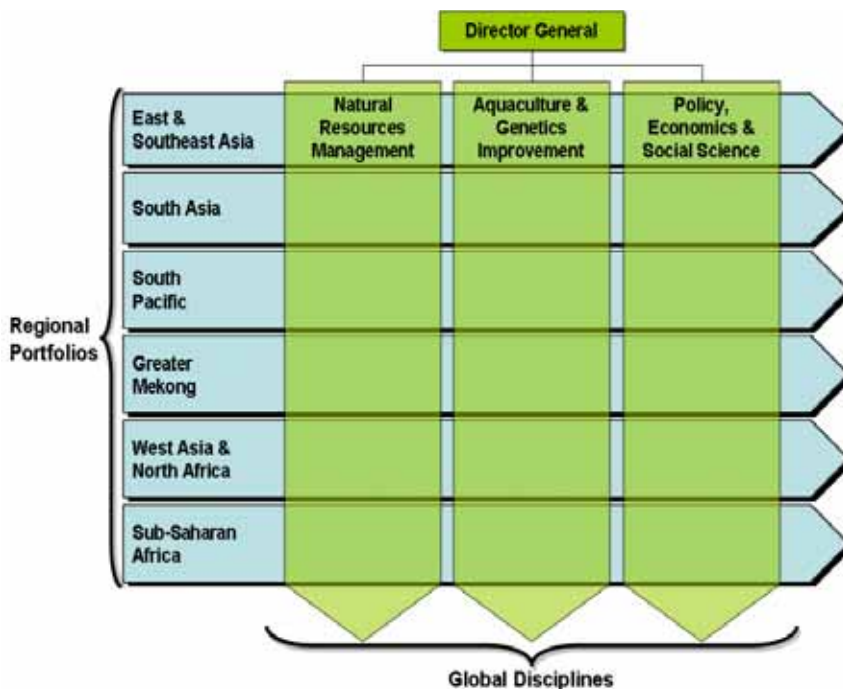 Director General
Natural
Resources
Management
Aquaculture &
Genetics
Improvement
Policy,
Economics &
Social Science
East &
Southeast Asia
South Asia
South
Pacific
Regional
Portfolios
Greater
Mekong
West Asia &
North Africa
Sub-Saharan
Africa
Global Disciplines